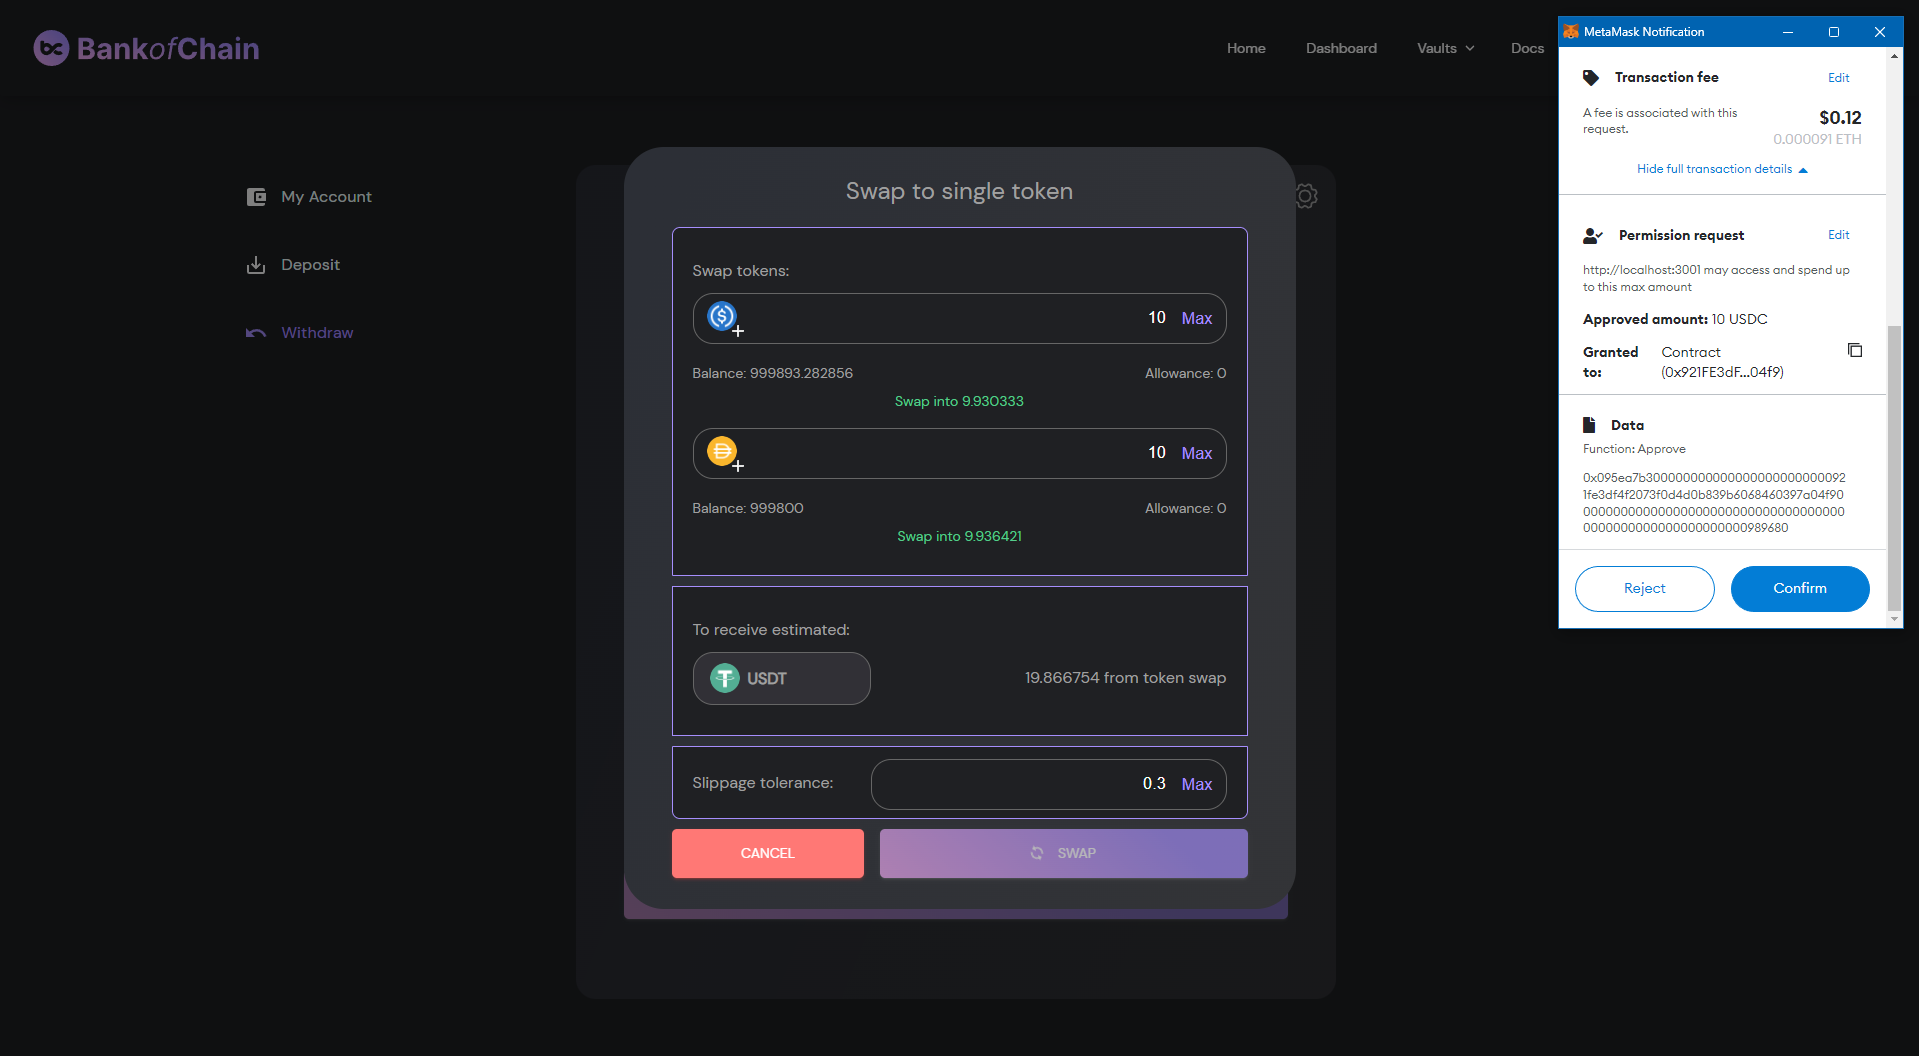 BankofChain
Home
Dashboard
Vaults
Docs
My Account
Deposit
Withdraw
Swap to single token
Swap tokens:
10 Max
Balance: 999893.282856 Allowance: 0
Swap into 9.930333
10 Max
Balance: 999800 Allowance: 0
Swap into 9.936421
To receive estimated:
USDT 19.866754 from token swap
Slippage tolerance: 0.3 Max
CANCEL SWAP
MetaMask Notification
Transaction fee Edit
A fee is associated with this
request.
$0.12
0.000091 ETH
Hide full transaction details
Permission request Edit
http://localhost:3001 may access and spend up
to this max amount
Approved amount: 10 USDC
Granted
to:
Contract
(0x921FE3dF...04f9)
Data
Function: Approve
0x095ea7b3000000000000000000000000092
1fe3df4f2073f0d4d0b839b6068460397a04f90
000000000000000000000000000000000000
000000000000000000000989680
Reject Confirm